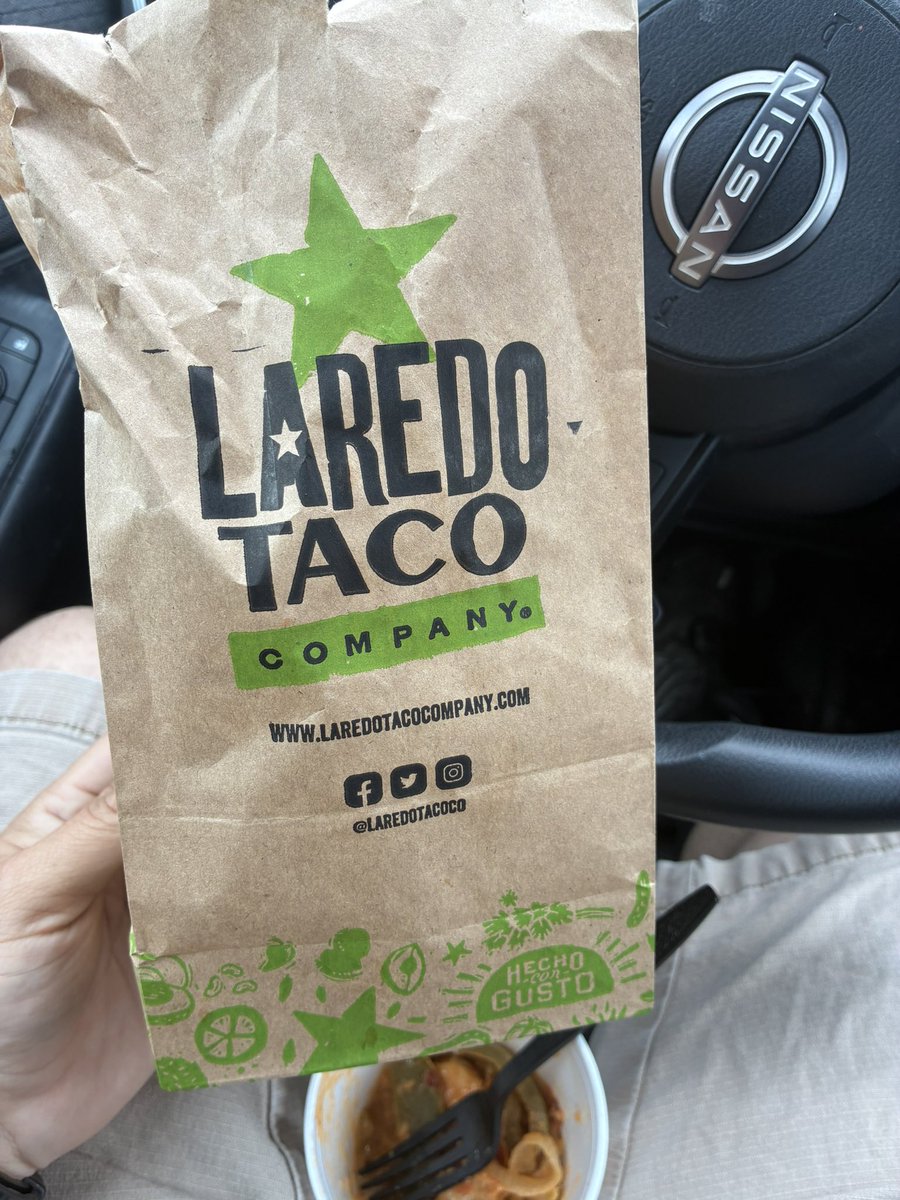 NISSAN
LAREDO
TACO
COMPANY®
WWW.LAREDOTACOCOMPANY.COM
@LAREDOTACOCO
HECHO
con
GUSTO